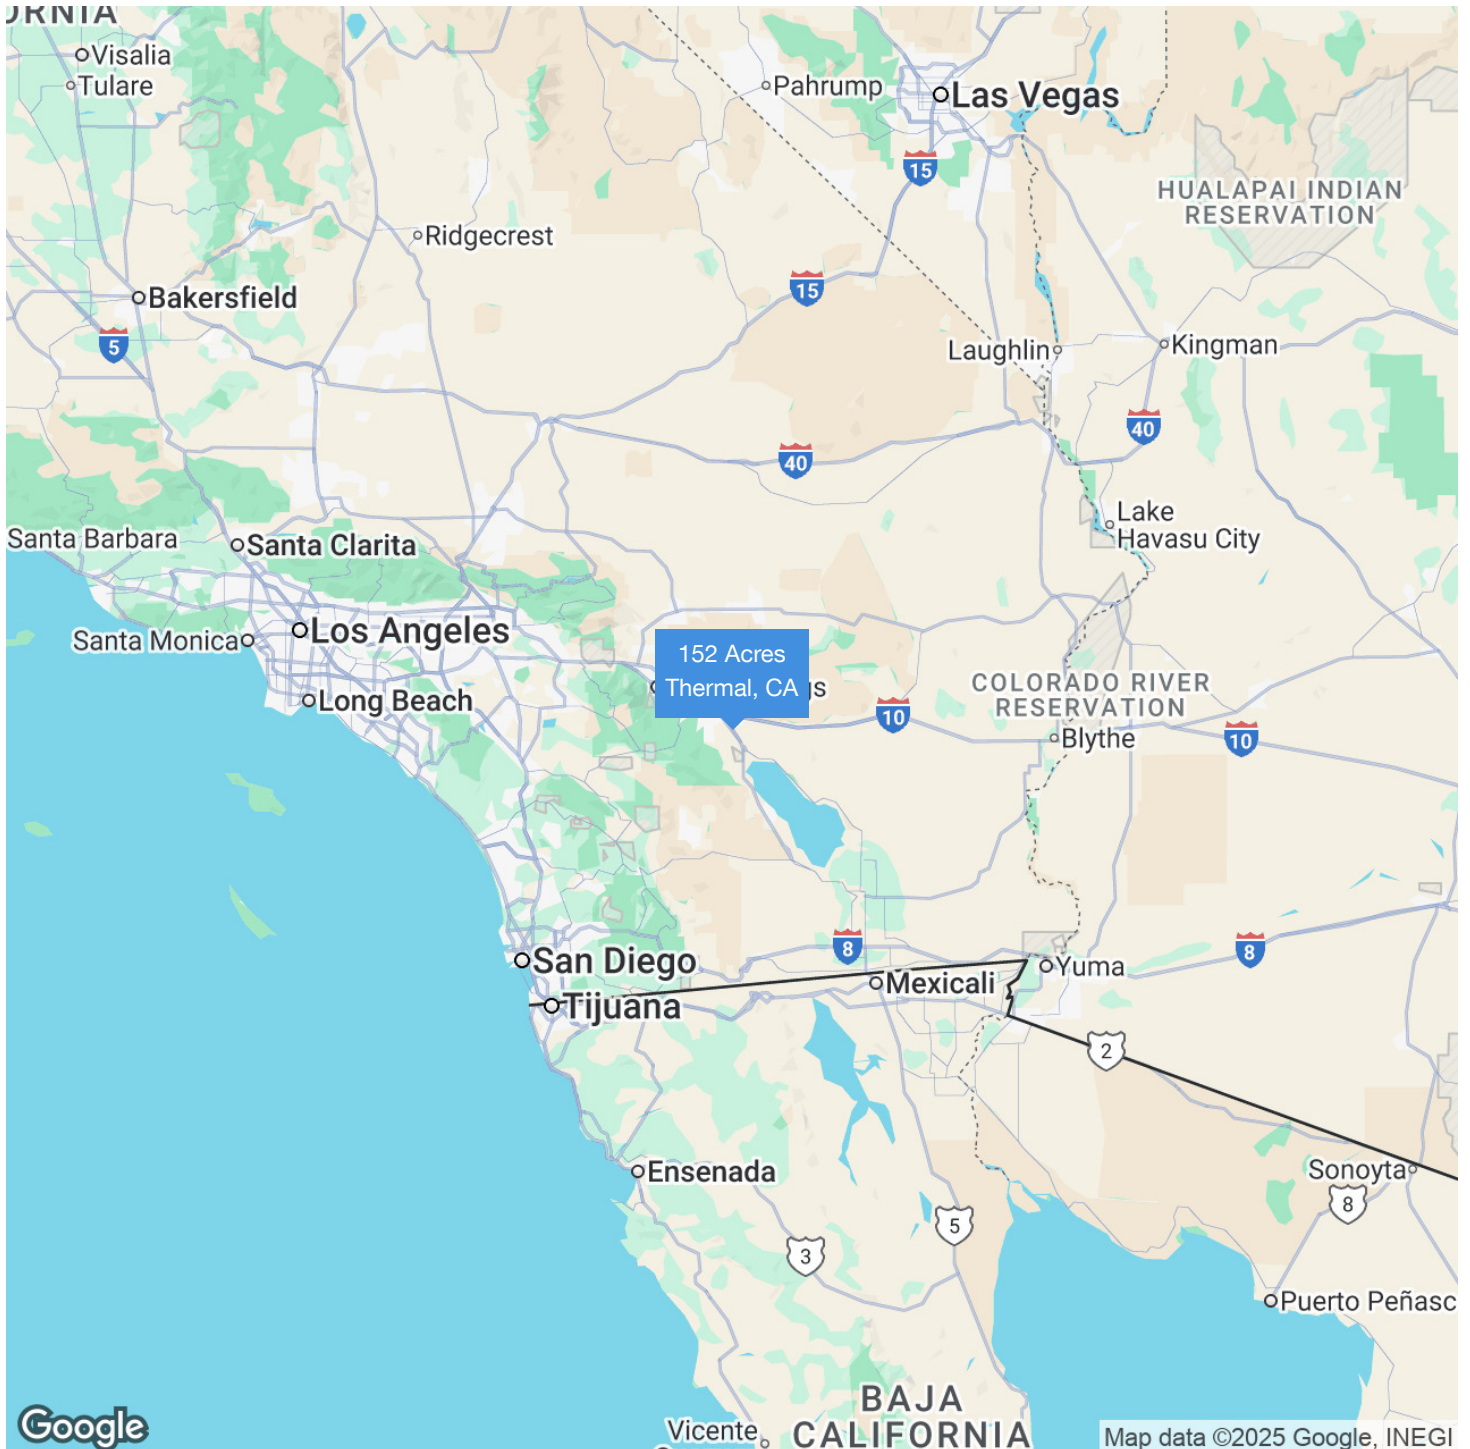 ORNIA
Visalia
Tulare
Pahrump
Las Vegas
15
HUALAPAI INDIAN
RESERVATION
Ridgecrest
15
Bakersfield
5
Laughlin
Kingman
40
40
Lake
Havasu City
Santa Barbara
Santa Clarita
Los Angeles
Santa Monica
152 Acres
Thermal, CA
gs
COLORADO RIVER
RESERVATION
Long Beach
10
10
Blythe
San Diego
8
8
Yuma
Mexicali
Tijuana
2
Ensenada
Sonoyta
8
5
3
Puerto Peñasc
BAJA
CALIFORNIA
Vicente
Google
Map data ©2025 Google, INEGI